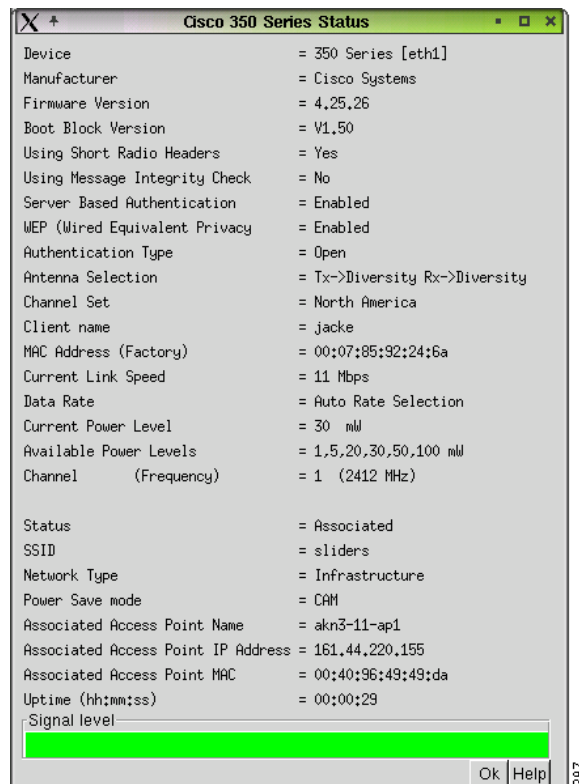 Cisco 350 Series Status
Device = 350 Series [eth1]
Manufacturer = Cisco Systems
Firmware Version = 4.25.26
Boot Block Version = V1.50
Using Short Radio Headers = Yes
Using Message Integrity Check = No
Server Based Authentication = Enabled
WEP (Wired Equivalent Privacy = Enabled
Authentication Type = Open
Antenna Selection = Tx->Diversity Rx->Diversity
Channel Set = North America
Client name = jacke
MAC Address (Factory) = 00:07:85:92:24:6a
Current Link Speed = 11 Mbps
Data Rate = Auto Rate Selection
Current Power Level = 30 mW
Available Power Levels = 1,5,20,30,50,100 mW
Channel (Frequency) = 1 (2412 MHz)
Status = Associated
SSID = sliders
Network Type = Infrastructure
Power Save mode = CAM
Associated Access Point Name = akn3-11-ap1
Associated Access Point IP Address = 161.44.220.155
Associated Access Point MAC = 00:40:96:49:49:da
Uptime (hh:mm:ss) = 00:00:29
Signal level
Ok Help